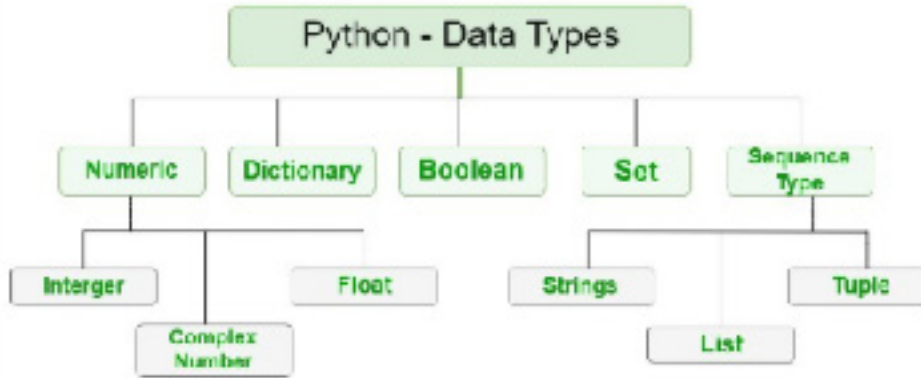 Python - Data Types
Numeric
Dictionary
Boolean
Set
Sequence
Type
Interger
Complex
Number
Float
Strings
List
Tuple